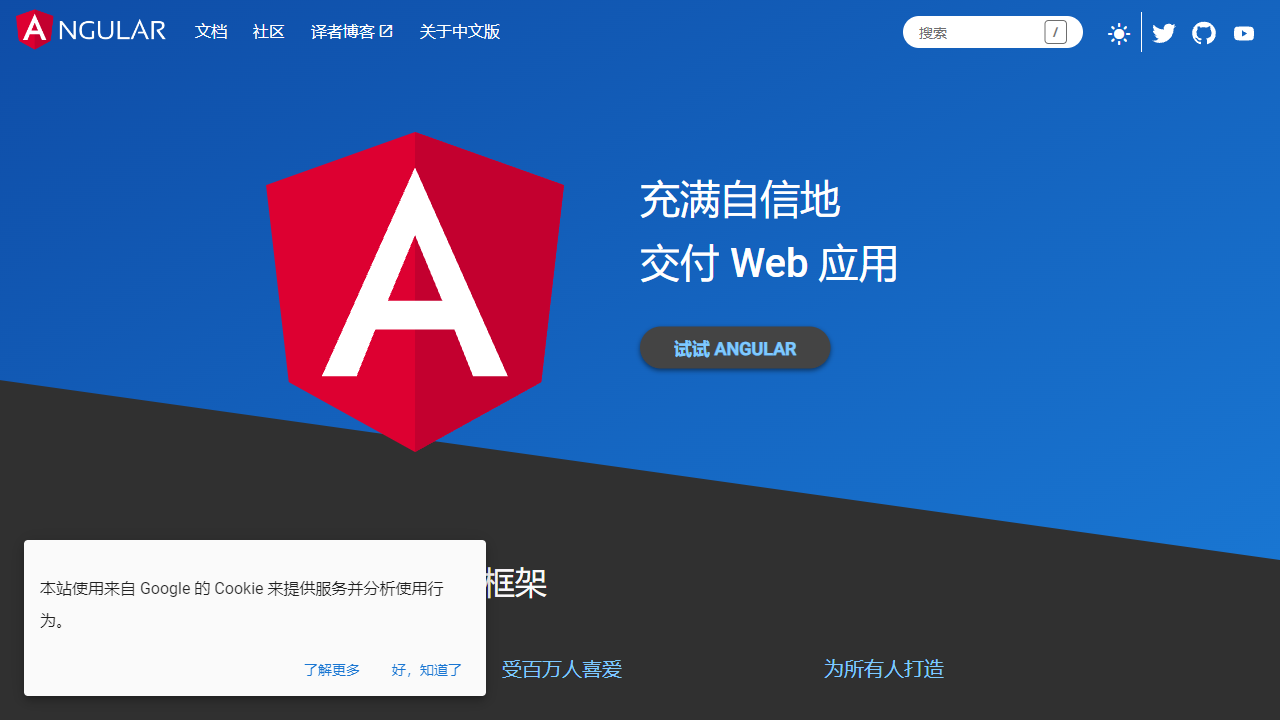 ANGULAR 文档 社区 译者博客 关于中文版 搜索 /
充满自信地
交付 Web 应用
试试 ANGULAR
框架
本站使用来自 Google 的 Cookie 来提供服务并分析使用行
为。
了解更多 好，知道了
受百万人喜爱 为所有人打造